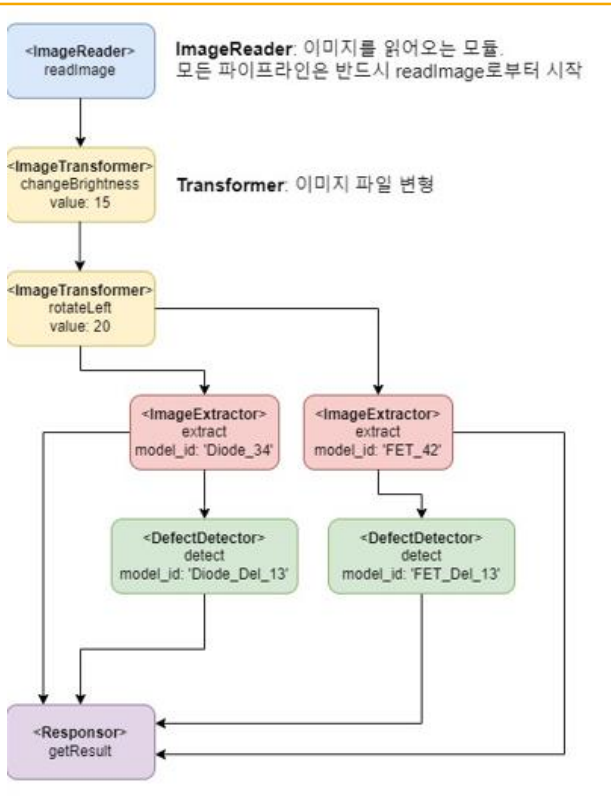 <ImageReader>
readImage
ImageReader: 이미지를 읽어오는 모듈.
모든 파이프라인은 반드시 readImage로부터 시작
<ImageTransformer>
changeBrightness
value: 15
Transformer: 이미지 파일 변형
<ImageTransformer>
rotateLeft
value: 20
<ImageExtractor>
extract
model_id: 'Diode_34'
<ImageExtractor>
extract
model_id: 'FET_42'
<DefectDetector>
detect
model_id: 'Diode_Del_13'
<DefectDetector>
detect
model_id: 'FET_Del_13'
<Responsor>
getResult